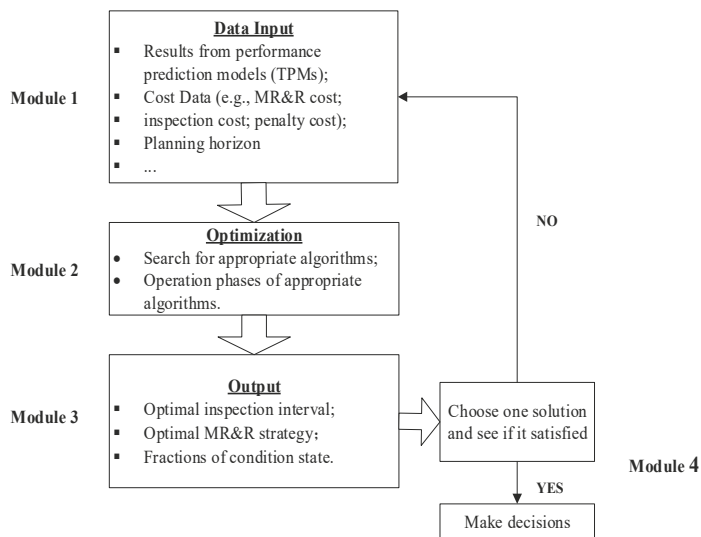 Data Input
▪ Results from performance
prediction models (TPMs);
Module 1
▪ Cost Data (e.g., MR&R cost;
▪ inspection cost; penalty cost);
▪ Planning horizon
▪ ...
NO
Optimization
● Search for appropriate algorithms;
Module 2
● Operation phases of appropriate
algorithms.
Output
Module 3
▪ Optimal inspection interval;
▪ Optimal MR&R strategy;
▪ Fractions of condition state.
Choose one solution
and see if it satisfied
Module 4
YES
Make decisions